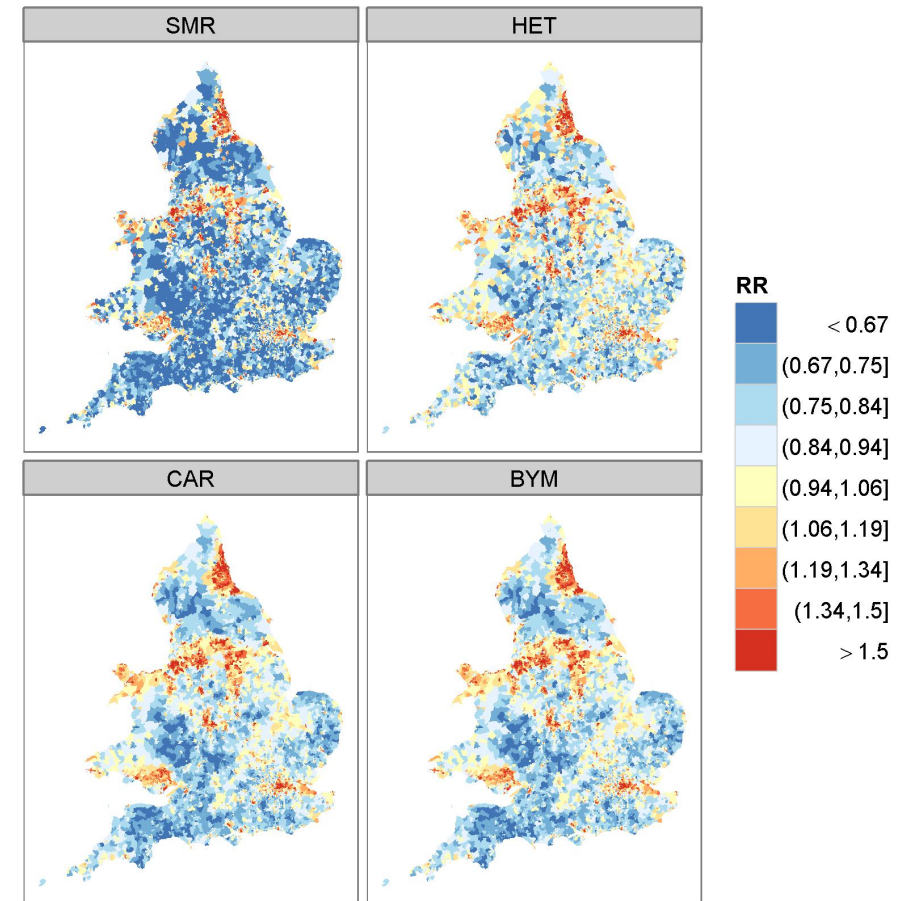 SMR
HET
CAR
BYM
RR
< 0.67
(0.67,0.75]
(0.75,0.84]
(0.84,0.94]
(0.94,1.06]
(1.06,1.19]
(1.19,1.34]
(1.34,1.5]
> 1.5